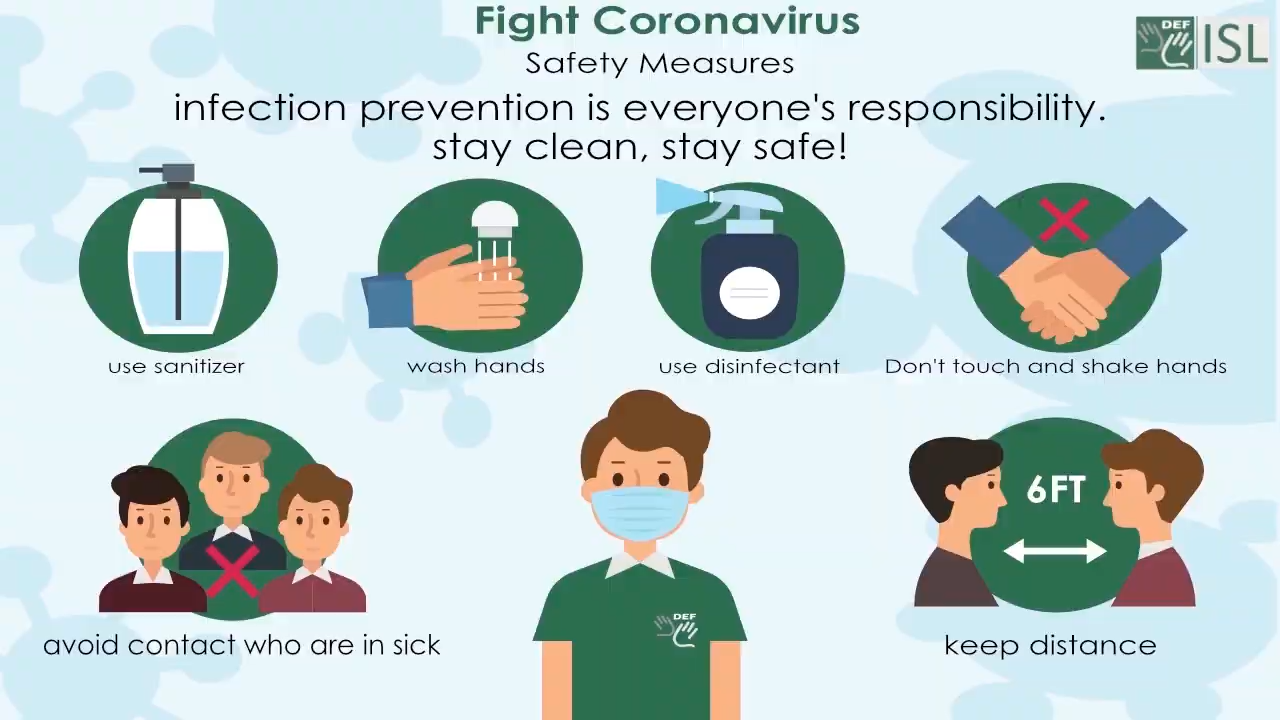 Fight Coronavirus
DEF
ISL
Safety Measures
infection prevention is everyone's responsibility.
stay clean, stay safe!
use sanitizer
wash hands
use disinfectant
Don't touch and shake hands
6FT
DEF
avoid contact who are in sick
keep distance